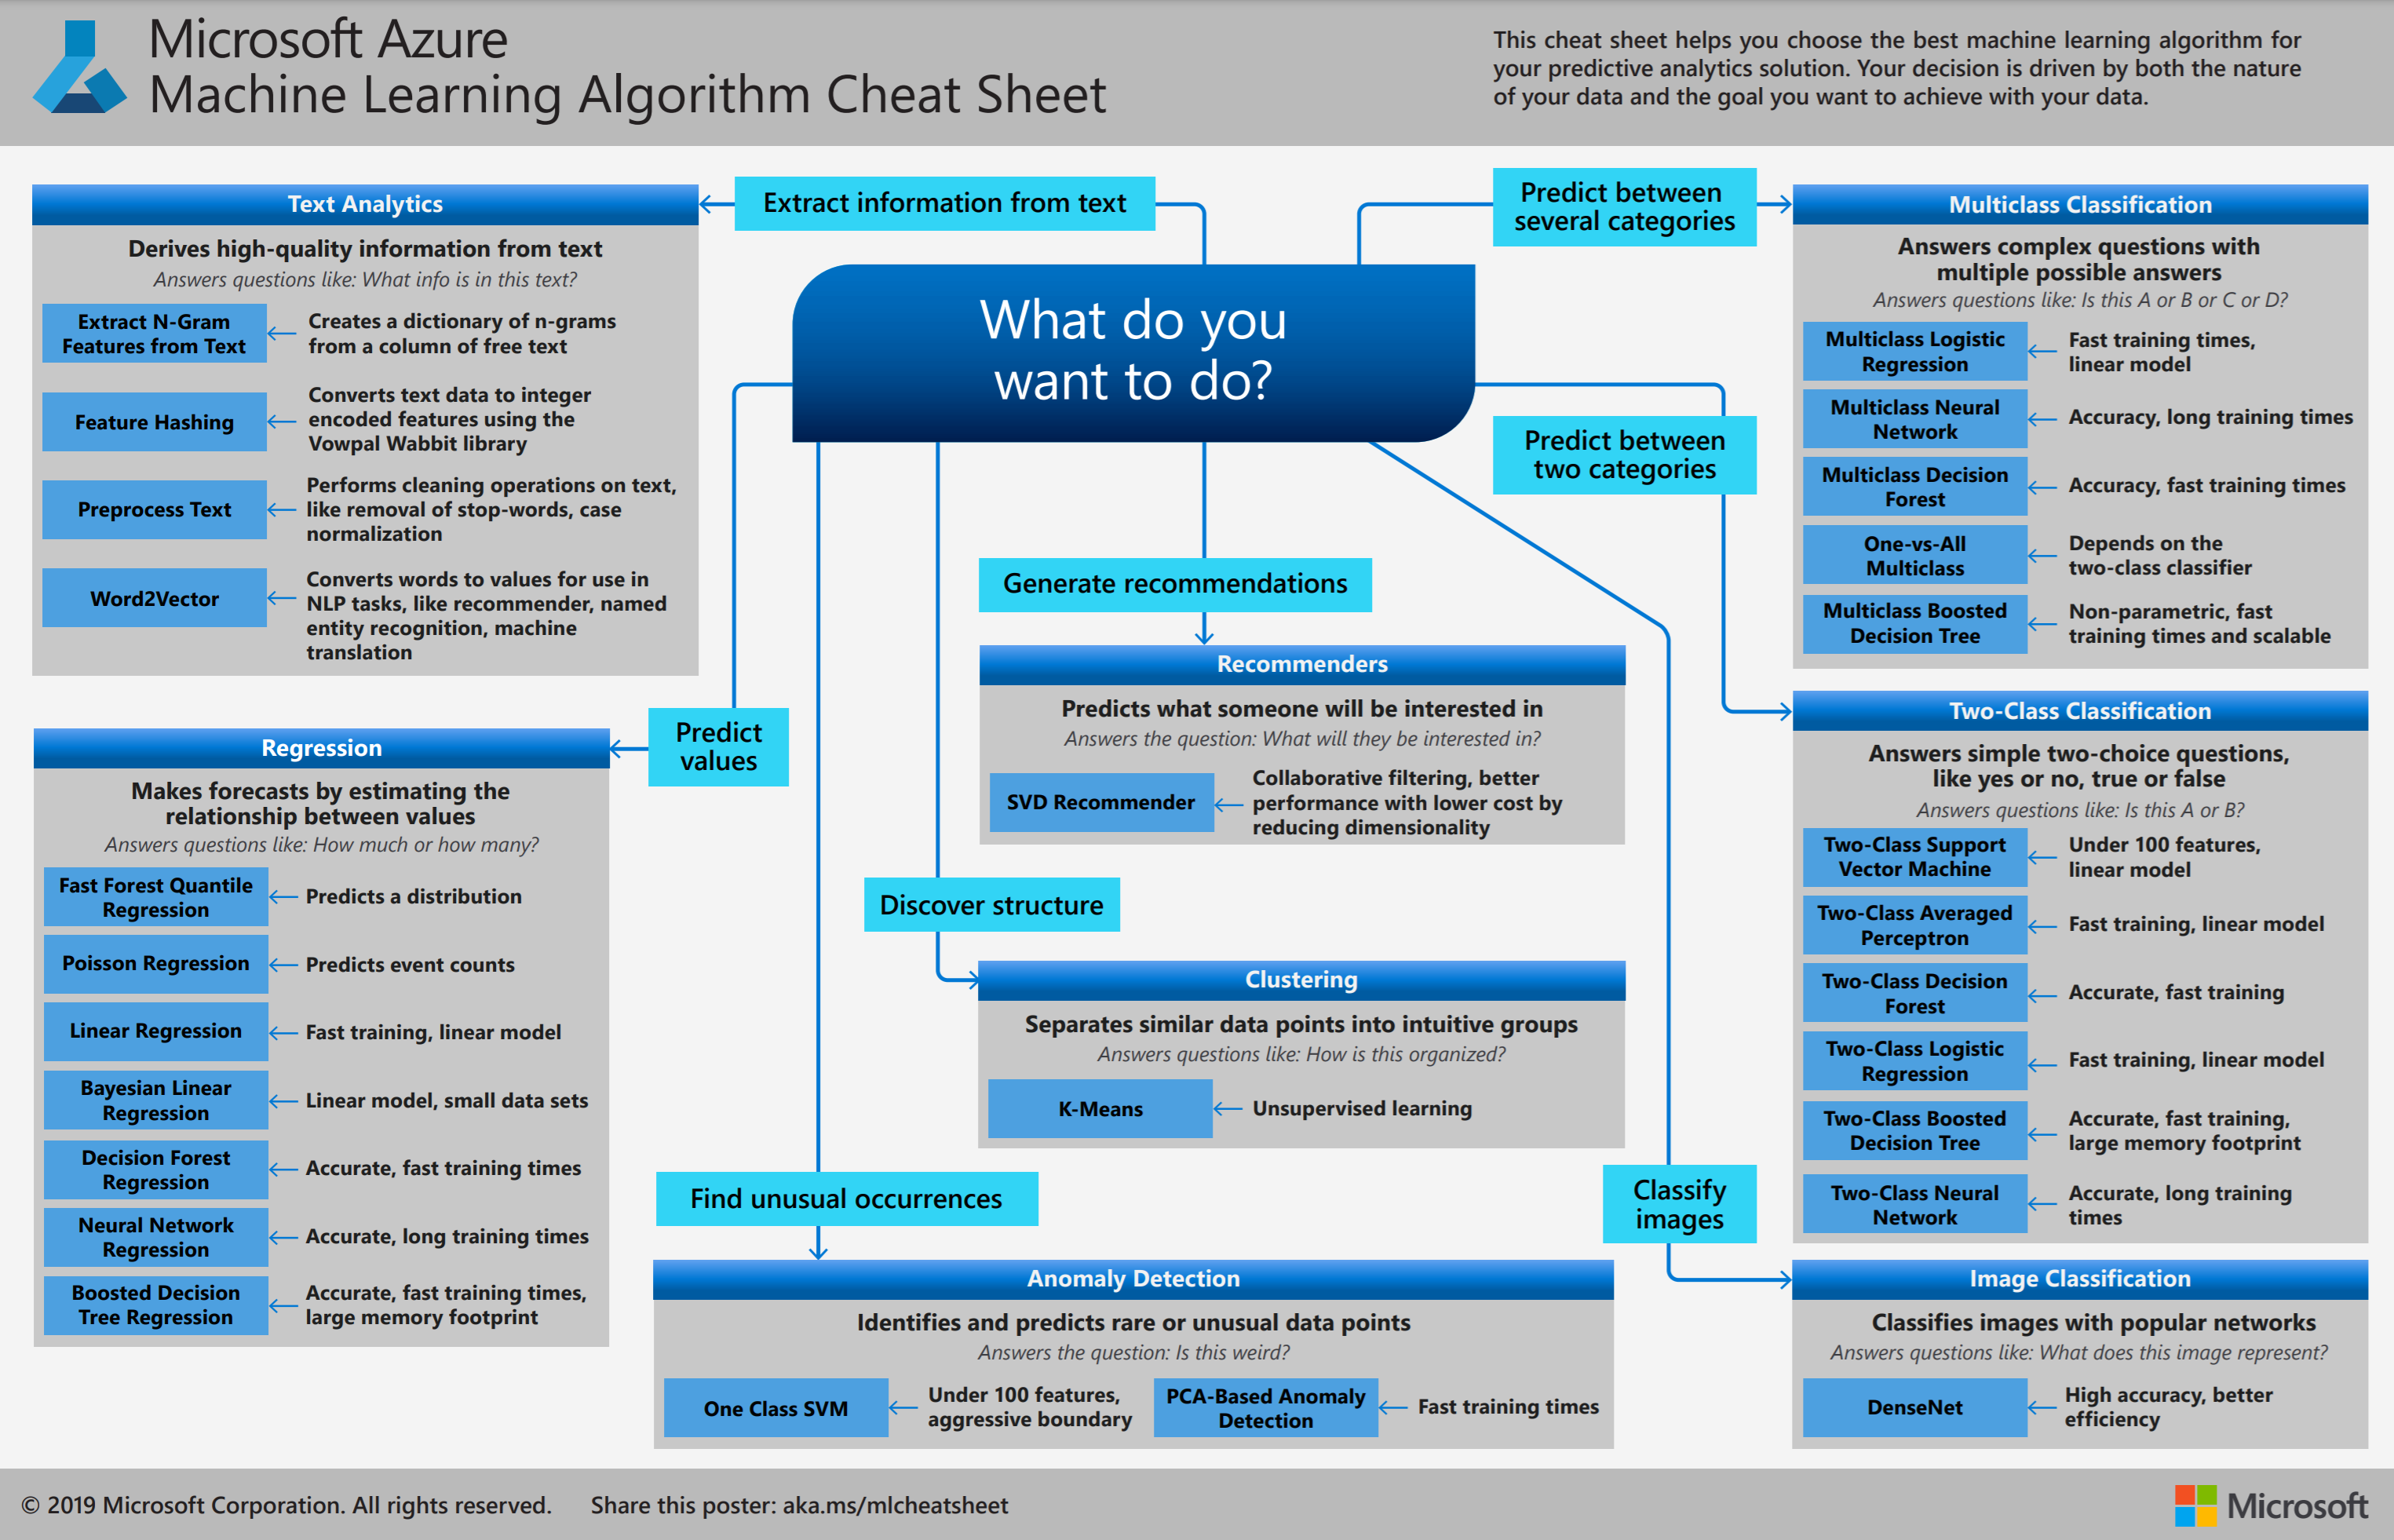 Microsoft Azure
Machine Learning Algorithm Cheat Sheet
This cheat sheet helps you choose the best machine learning algorithm for
your predictive analytics solution. Your decision is driven by both the nature
of your data and the goal you want to achieve with your data.
What do you
want to do?
Extract information from text
Text Analytics
Derives high-quality information from text
Answers questions like: What info is in this text?
Extract N-Gram
Features from Text
Creates a dictionary of n-grams
from a column of free text
Feature Hashing
Converts text data to integer
encoded features using the
Vowpal Wabbit library
Preprocess Text
Performs cleaning operations on text,
like removal of stop-words, case
normalization
Word2Vector
Converts words to values for use in
NLP tasks, like recommender, named
entity recognition, machine
translation
Predict
values
Regression
Makes forecasts by estimating the
relationship between values
Answers questions like: How much or how many?
Fast Forest Quantile
Regression
Predicts a distribution
Poisson Regression
Predicts event counts
Linear Regression
Fast training, linear model
Bayesian Linear
Regression
Linear model, small data sets
Decision Forest
Regression
Accurate, fast training times
Neural Network
Regression
Accurate, long training times
Boosted Decision
Tree Regression
Accurate, fast training times,
large memory footprint
Generate recommendations
Recommenders
Predicts what someone will be interested in
Answers the question: What will they be interested in?
SVD Recommender
Collaborative filtering, better
performance with lower cost by
reducing dimensionality
Discover structure
Clustering
Separates similar data points into intuitive groups
Answers questions like: How is this organized?
K-Means
Unsupervised learning
Find unusual occurrences
Anomaly Detection
Identifies and predicts rare or unusual data points
Answers the question: Is this weird?
One Class SVM
Under 100 features,
aggressive boundary
PCA-Based Anomaly
Detection
Fast training times
Predict between
several categories
Multiclass Classification
Answers complex questions with
multiple possible answers
Answers questions like: Is this A or B or C or D?
Multiclass Logistic
Regression
Fast training times,
linear model
Multiclass Neural
Network
Accuracy, long training times
Multiclass Decision
Forest
Accuracy, fast training times
One-vs-All
Multiclass
Depends on the
two-class classifier
Multiclass Boosted
Decision Tree
Non-parametric, fast
training times and scalable
Predict between
two categories
Two-Class Classification
Answers simple two-choice questions,
like yes or no, true or false
Answers questions like: Is this A or B?
Two-Class Support
Vector Machine
Under 100 features,
linear model
Two-Class Averaged
Perceptron
Fast training, linear model
Two-Class Decision
Forest
Accurate, fast training
Two-Class Logistic
Regression
Fast training, linear model
Two-Class Boosted
Decision Tree
Accurate, fast training,
large memory footprint
Two-Class Neural
Network
Accurate, long training
times
Classify
images
Image Classification
Classifies images with popular networks
Answers questions like: What does this image represent?
DenseNet
High accuracy, better
efficiency
© 2019 Microsoft Corporation. All rights reserved.
Share this poster: aka.ms/mlcheatsheet
Microsoft